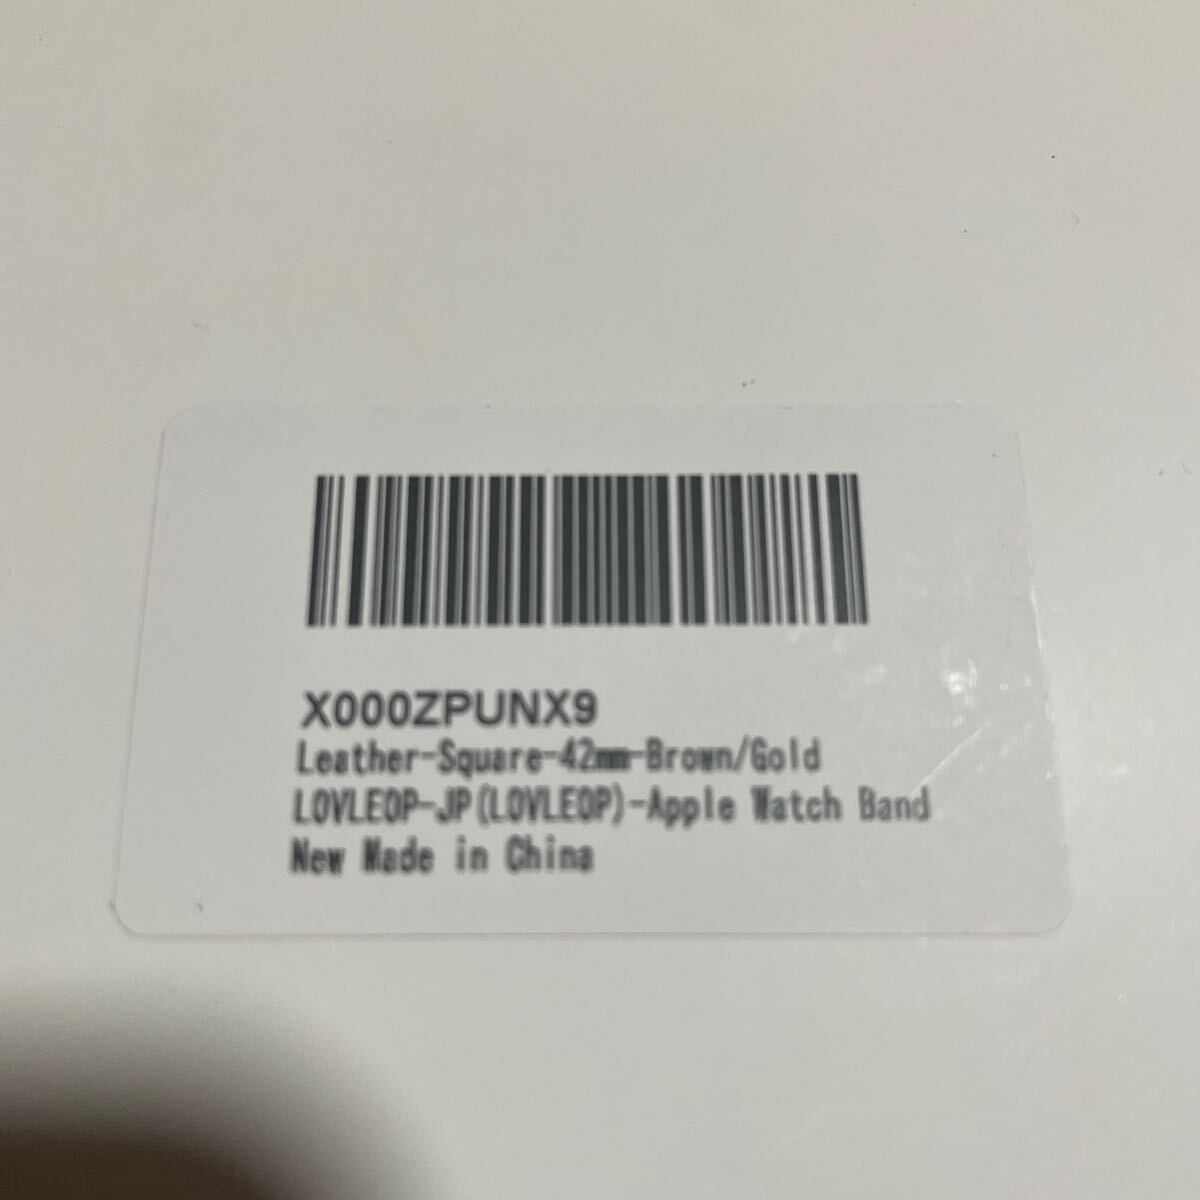 X000ZPUNX9
Leather-Square-42mm-Brown/Gold
LOVLEOP-JP(LOVLEOP)-Apple Watch Band
New Made in China